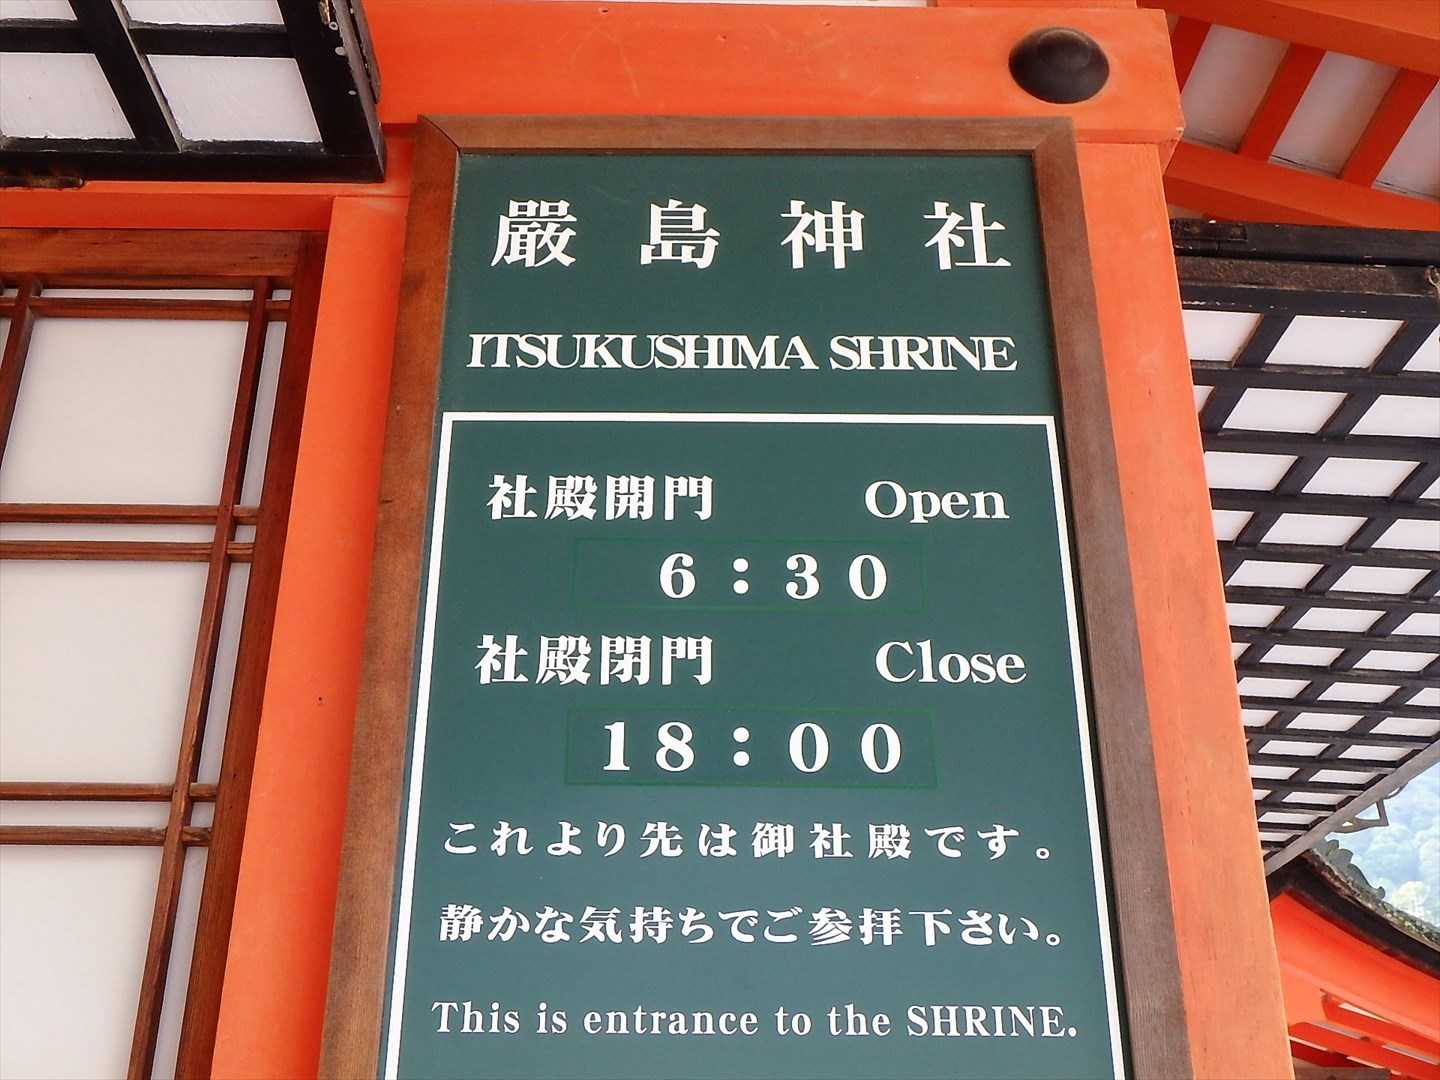 嚴島神社
ITSUKUSHIMA SHRINE
社殿開門 Open
6：30
社殿閉門 Close
18：00
これより先は御社殿です。
静かな気持ちでご参拝下さい。
This is entrance to the SHRINE.